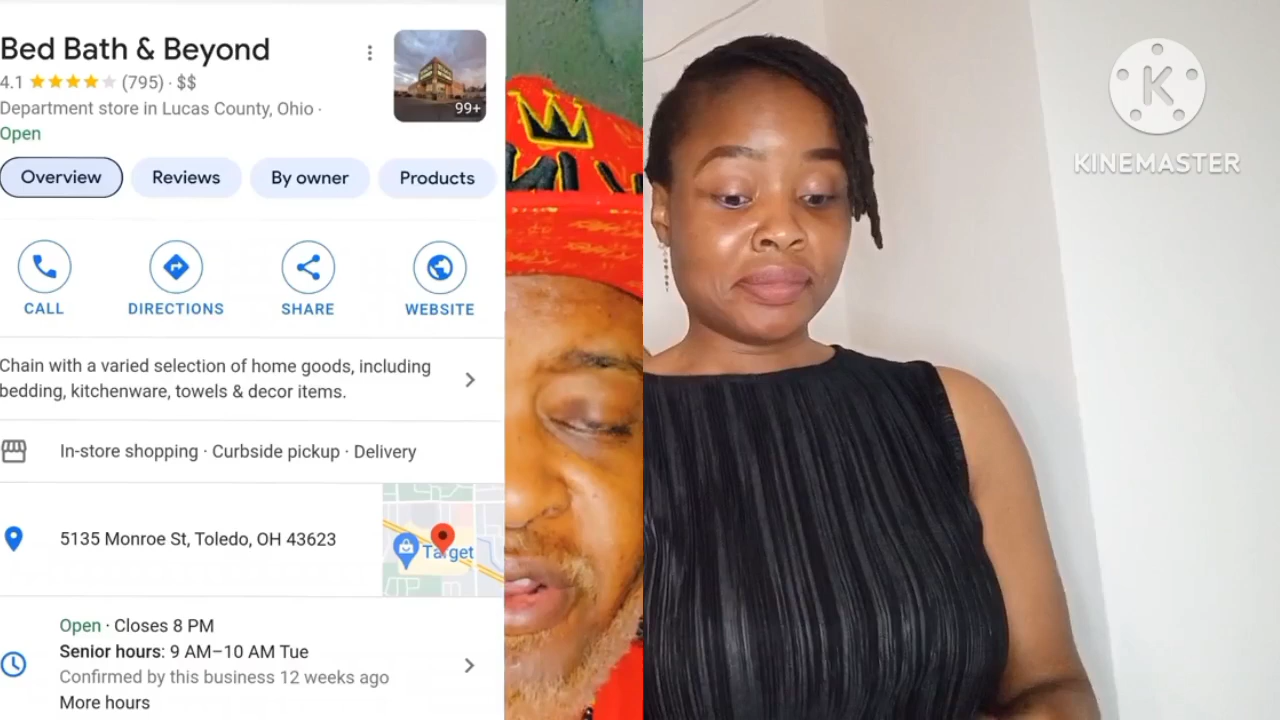 Bed Bath & Beyond
4.1 (795) · $$
99+
Department store in Lucas County, Ohio ·
Open
Overview Reviews By owner Products
CALL DIRECTIONS SHARE WEBSITE
Chain with a varied selection of home goods, including
bedding, kitchenware, towels & decor items.
In-store shopping · Curbside pickup · Delivery
5135 Monroe St, Toledo, OH 43623
Target
Open · Closes 8 PM
Senior hours: 9 AM–10 AM Tue
Confirmed by this business 12 weeks ago
More hours
K
KINEMASTER